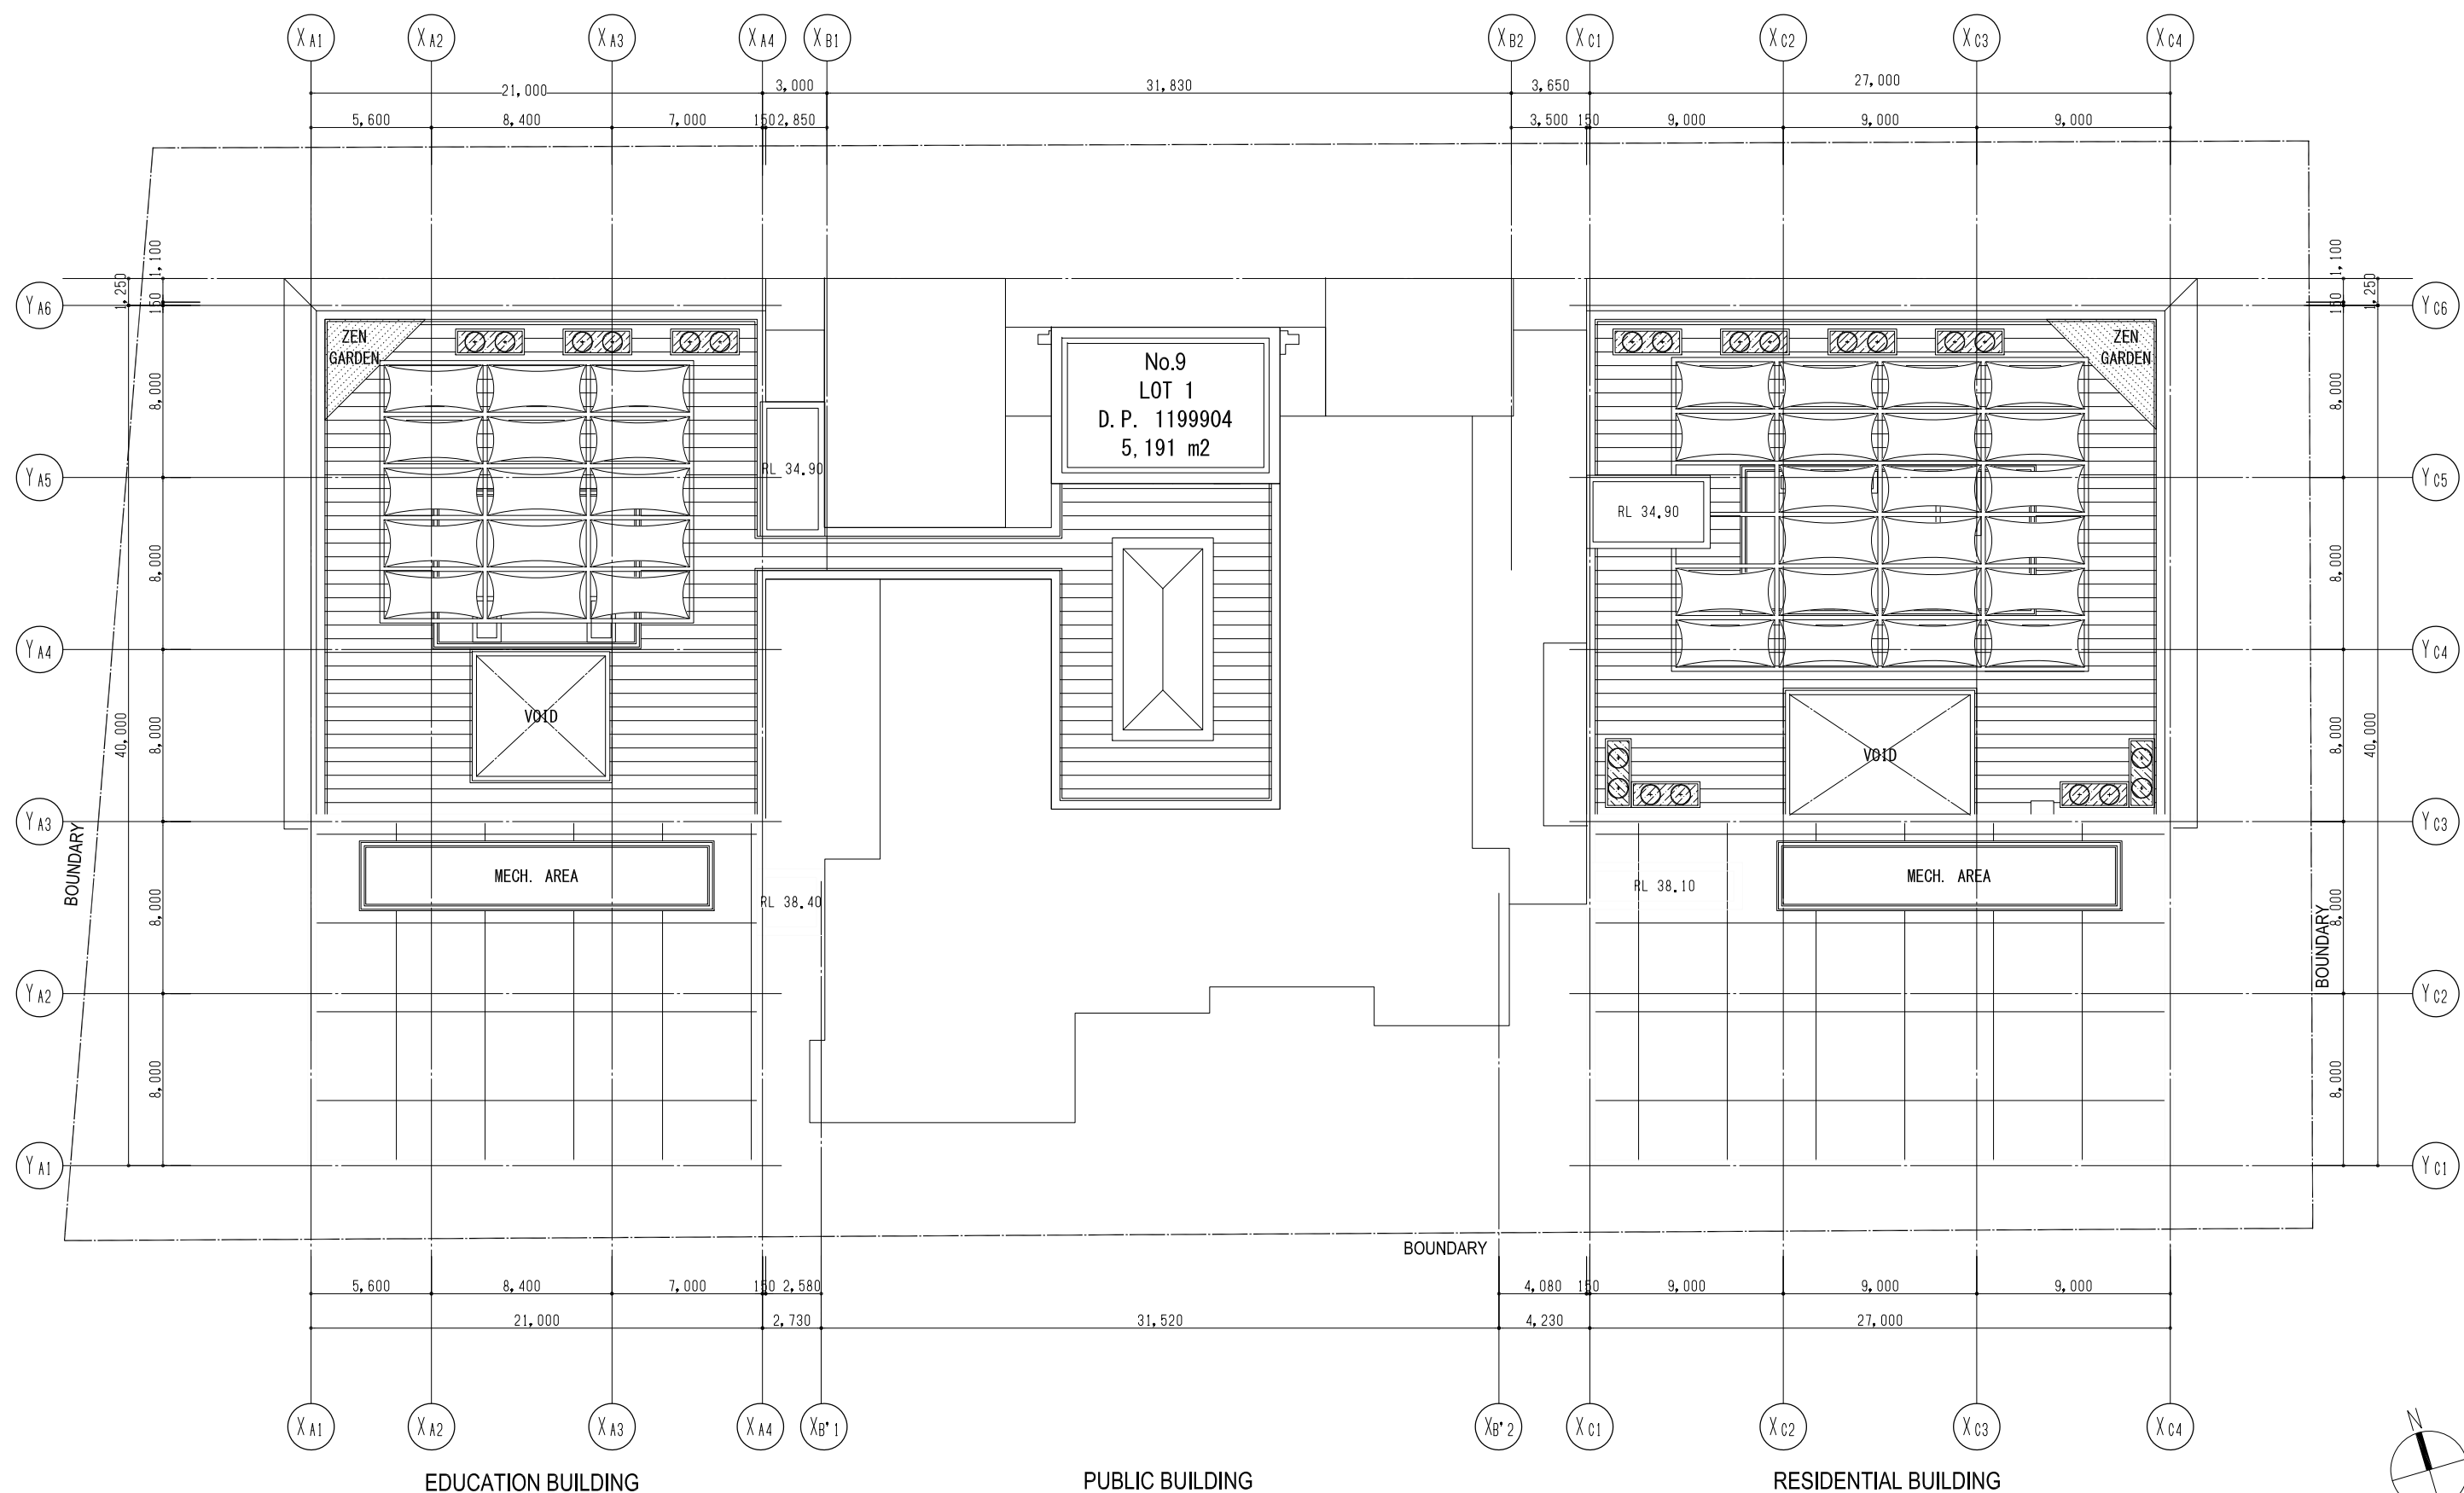 XA1 XA2 XA3 XA4 XB1 XB2 XC1 XC2 XC3 XC4
21,000 3,000 31,830 3,650 27,000
5,600 8,400 7,000 150 2,850 3,500 150 9,000 9,000 9,000
1,250 1,100 150 1,100 150 1,250
YA6 YC6
ZEN
GARDEN
ZEN
GARDEN
No.9
LOT 1
D.P. 1199904
5,191 m2
8,000 8,000
YA5 RL 34.90 YC5
RL 34.90
8,000 8,000
YA4 YC4
VOID
VOID
40,000 8,000 8,000 40,000
YA3 YC3
BOUNDARY
MECH. AREA MECH. AREA
RL 38.40 RL 38.10
8,000 8,000
BOUNDARY
YA2 YC2
8,000 8,000
YA1 YC1
BOUNDARY
5,600 8,400 7,000 150 2,580 4,080 150 9,000 9,000 9,000
21,000 2,730 31,520 4,230 27,000
XA1 XA2 XA3 XA4 XB'1 XB'2 XC1 XC2 XC3 XC4
N
EDUCATION BUILDING PUBLIC BUILDING RESIDENTIAL BUILDING